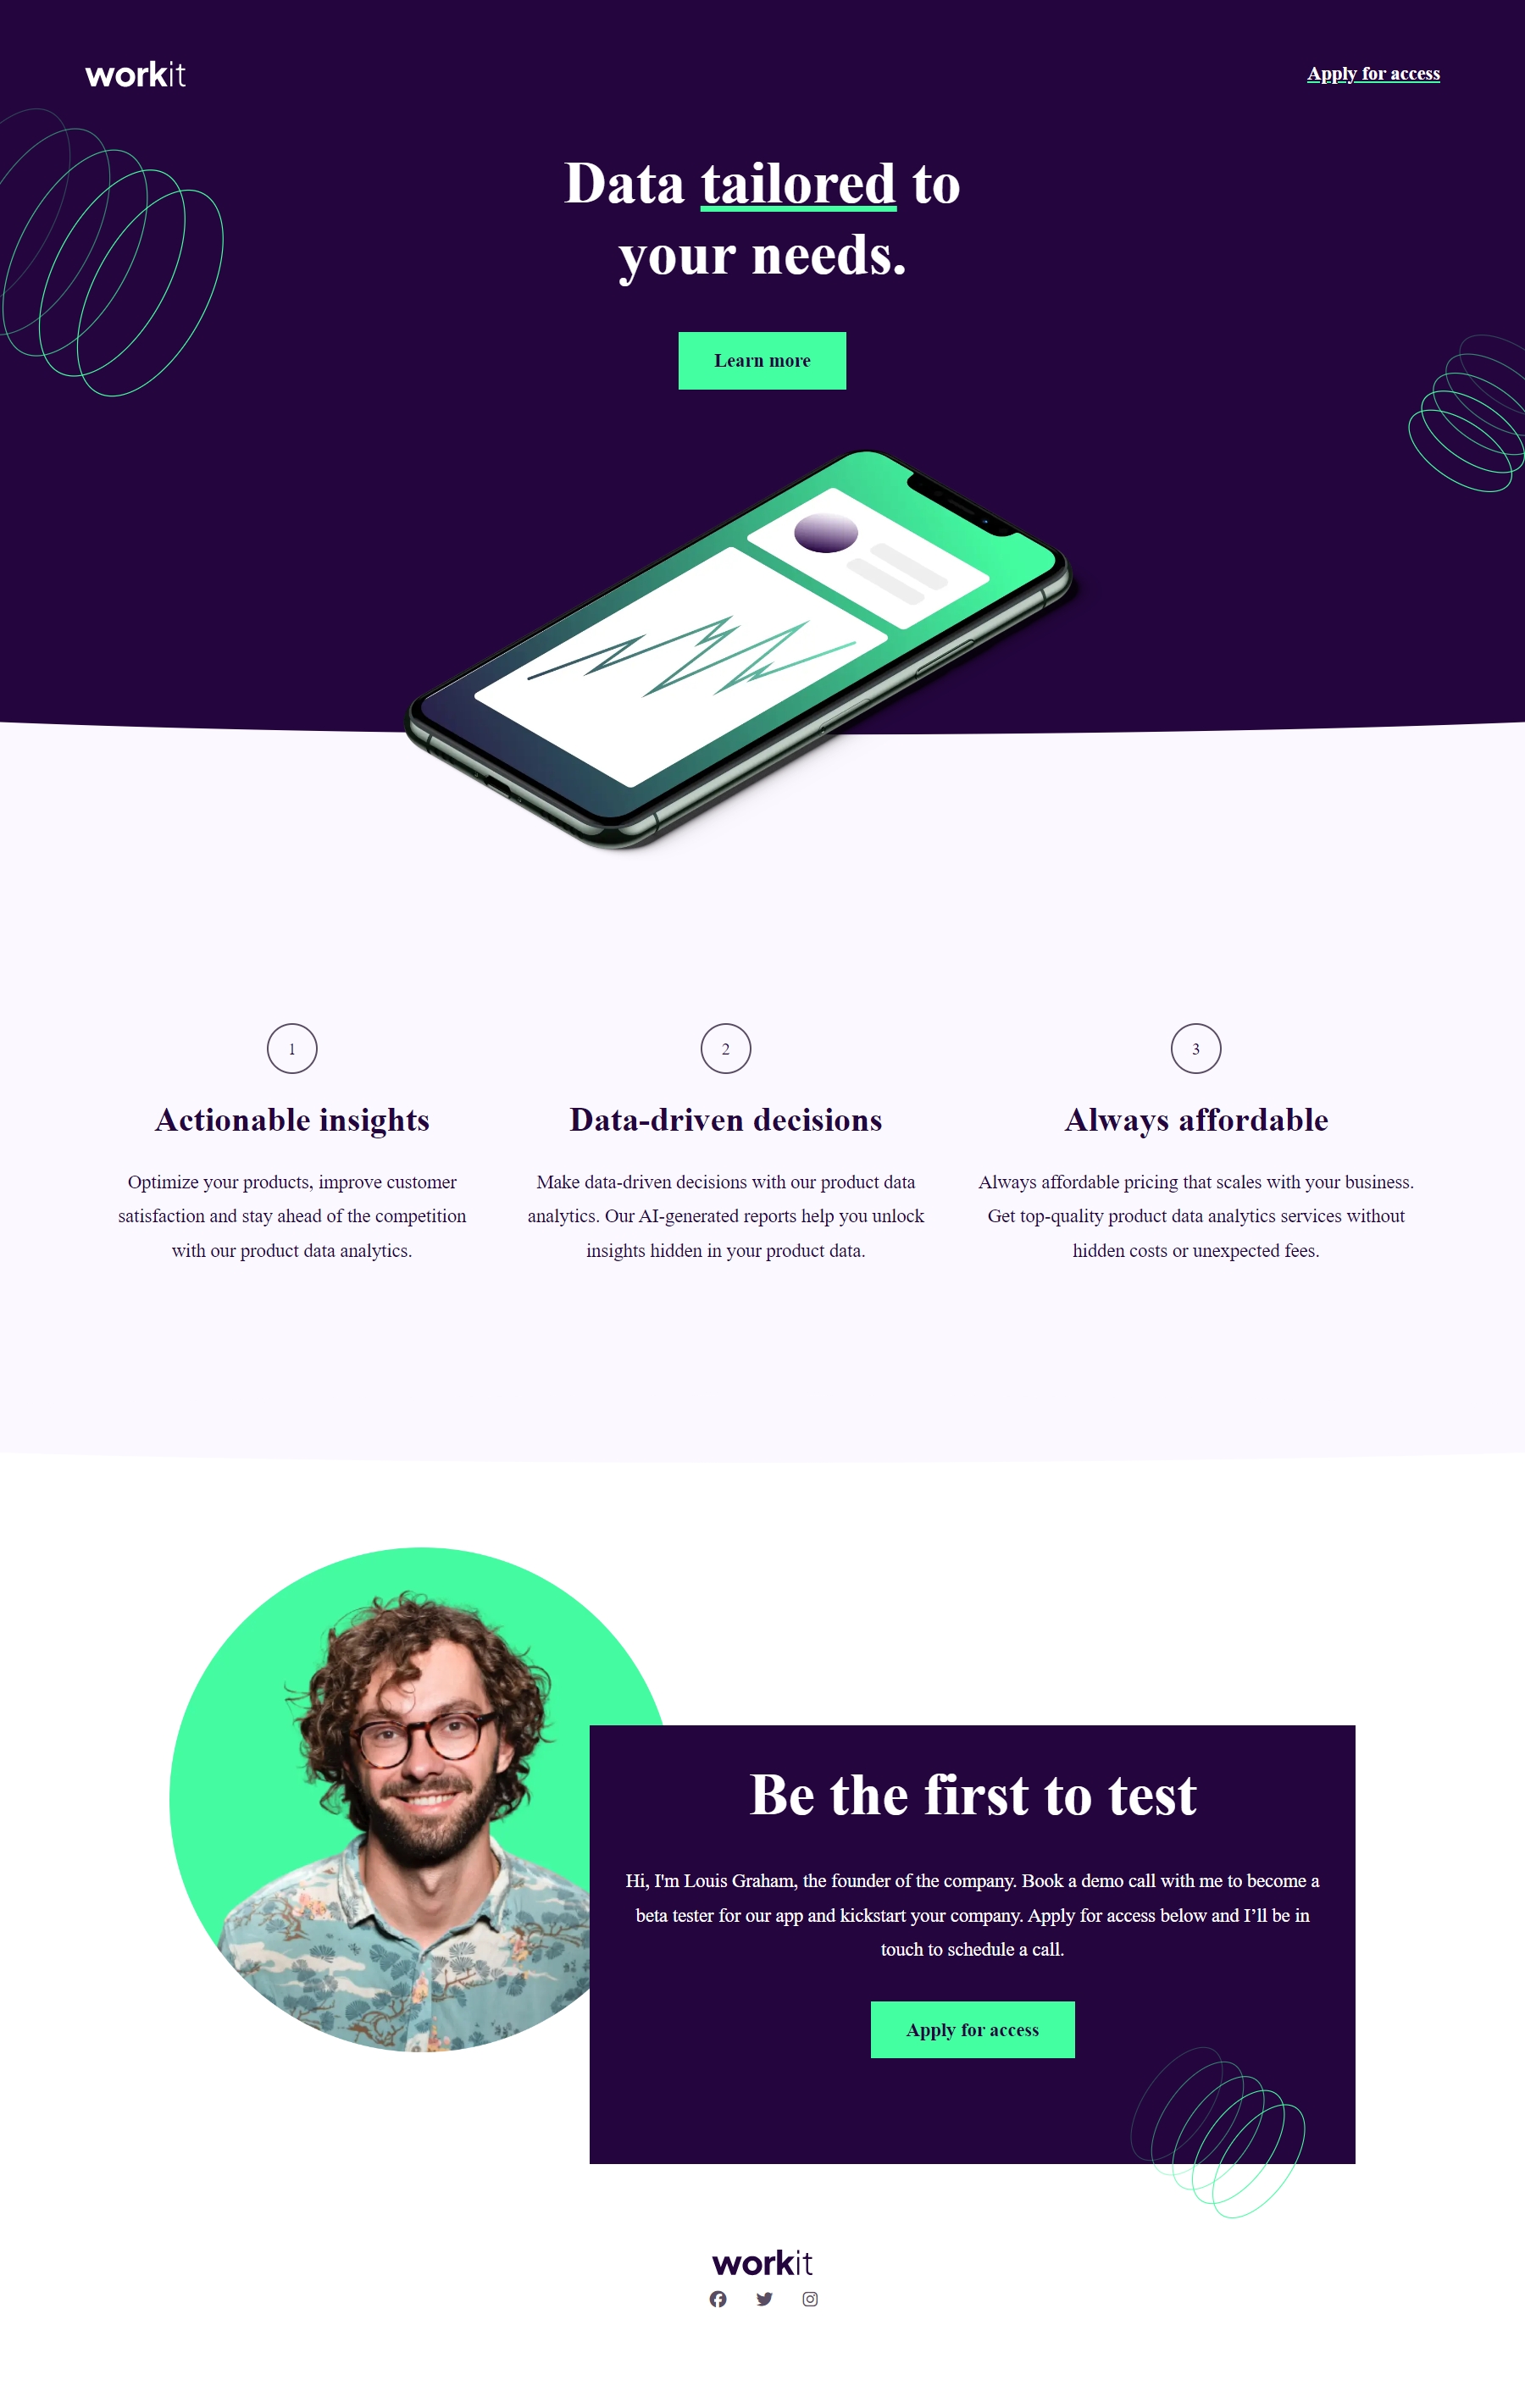 workit
Apply for access
Data tailored to
your needs.
Learn more
1
Actionable insights
Optimize your products, improve customer
satisfaction and stay ahead of the competition
with our product data analytics.
2
Data-driven decisions
Make data-driven decisions with our product data
analytics. Our AI-generated reports help you unlock
insights hidden in your product data.
3
Always affordable
Always affordable pricing that scales with your business.
Get top-quality product data analytics services without
hidden costs or unexpected fees.
Be the first to test
Hi, I'm Louis Graham, the founder of the company. Book a demo call with me to become a
beta tester for our app and kickstart your company. Apply for access below and I’ll be in
touch to schedule a call.
Apply for access
workit